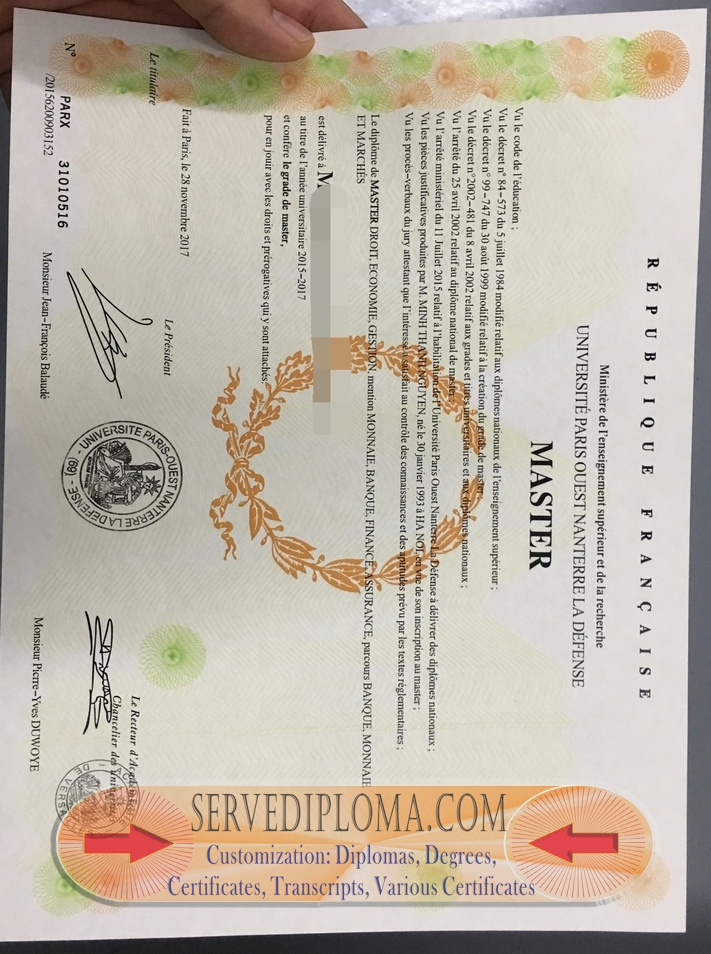 RÉPUBLIQUE FRANÇAISE
Ministère de l'enseignement supérieur et de la recherche
UNIVERSITÉ PARIS OUEST NANTERRE LA DÉFENSE
MASTER
Vu le code de l'éducation ;
Vu le décret n° 84-573 du 5 juillet 1984 modifié relatif aux diplômes nationaux de l'enseignement supérieur ;
Vu le décret n° 99-747 du 30 août 1999 modifié relatif à la création du grade de master ;
Vu le décret n°2002-481 du 8 avril 2002 relatif aux grades et titres universitaires et aux diplômes nationaux ;
Vu l'arrêté du 25 avril 2002 relatif au diplôme national de master ;
Vu l'arrêté ministériel du 11 Juillet 2015 relatif à l'habilitation de l'Université Paris Ouest Nanterre La Défense à délivrer des diplômes nationaux ;
Vu les pièces justificatives produites par M. MINH THANH NGUYEN, né le 30 janvier 1993 à HA NOI, en vue de son inscription au master ;
Vu les procès-verbaux du jury attestant que l'intéressé a satisfait au contrôle des connaissances et des aptitudes prévu par les textes réglementaires ;
Le diplôme de MASTER DROIT, ECONOMIE, GESTION, mention MONNAIE, BANQUE, FINANCE, ASSURANCE, parcours BANQUE, MONNAIE
ET MARCHÉS
est délivré à M
au titre de l'année universitaire 2015-2017
et confère le grade de master,
pour en jouir avec les droits et prérogatives qui y sont attachés.
Fait à Paris, le 28 novembre 2017
Le titulaire
Le Président
Le Recteur d'Académie
Chancelier des universités
UNIVERSITÉ PARIS-OUEST NANTERRE LA DÉFENSE
(69)
DE VERSA
N°
PARX 31010516
/20156200903152
Monsieur Jean-François Balaudé
Monsieur Pierre-Yves DUWOYE
SERVEDIPLOMA.COM
Customization: Diplomas, Degrees,
Certificates, Transcripts, Various Certificates